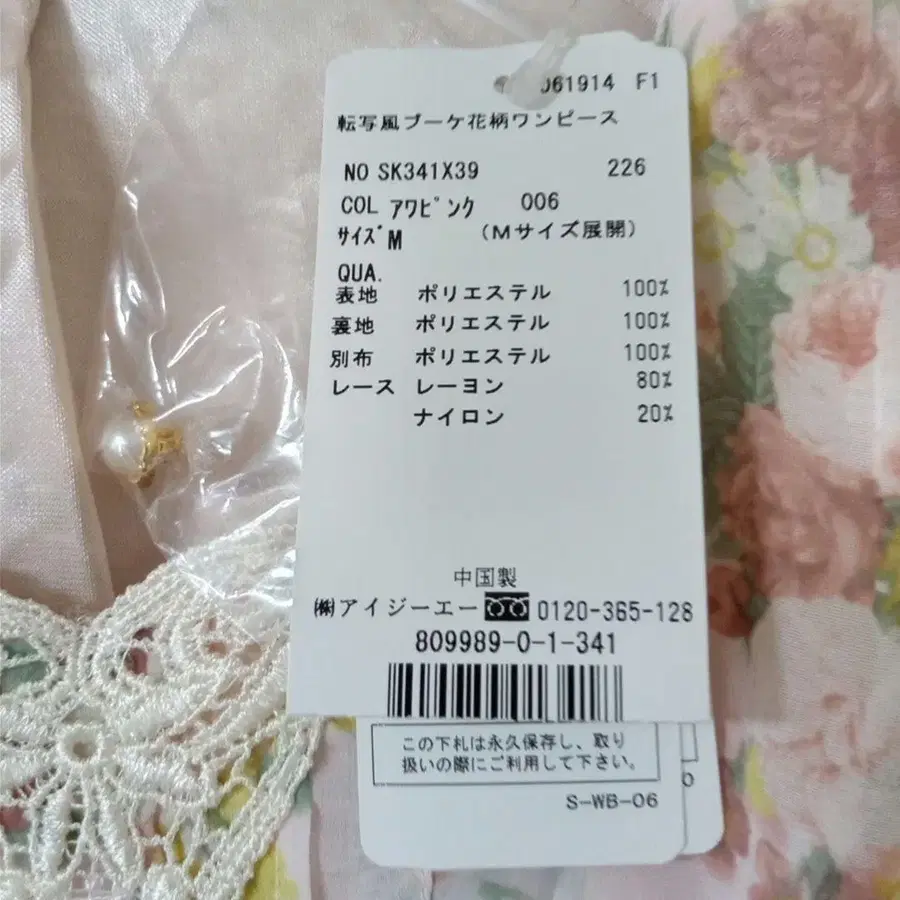 061914 F1
転写風ブーケ花柄ワンピース
NO SK341X39 226
COL アワピンク 006
サイズ M (Mサイズ展開)
QUA.
表地 ポリエステル 100%
裏地 ポリエステル 100%
別布 ポリエステル 100%
レース レーヨン 80%
ナイロン 20%
中国製
㈱アイジーエー 0120-365-128
809989-0-1-341
この下札は永久保存し、取り
扱いの際にご利用して下さい。
S-WB-06